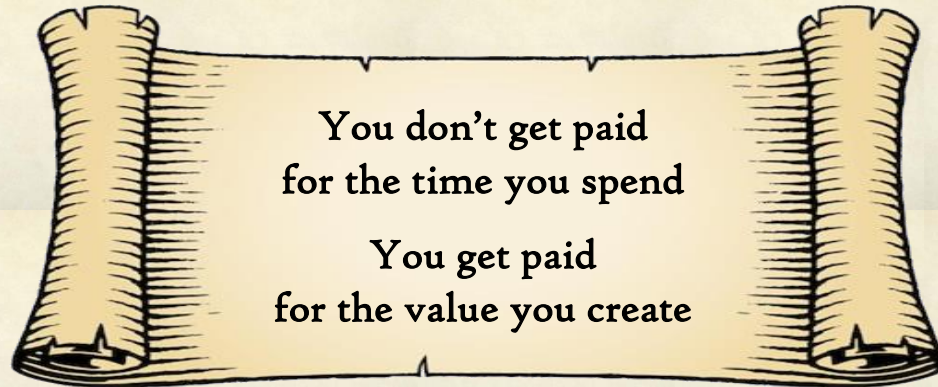 You don’t get paid
for the time you spend
You get paid
for the value you create